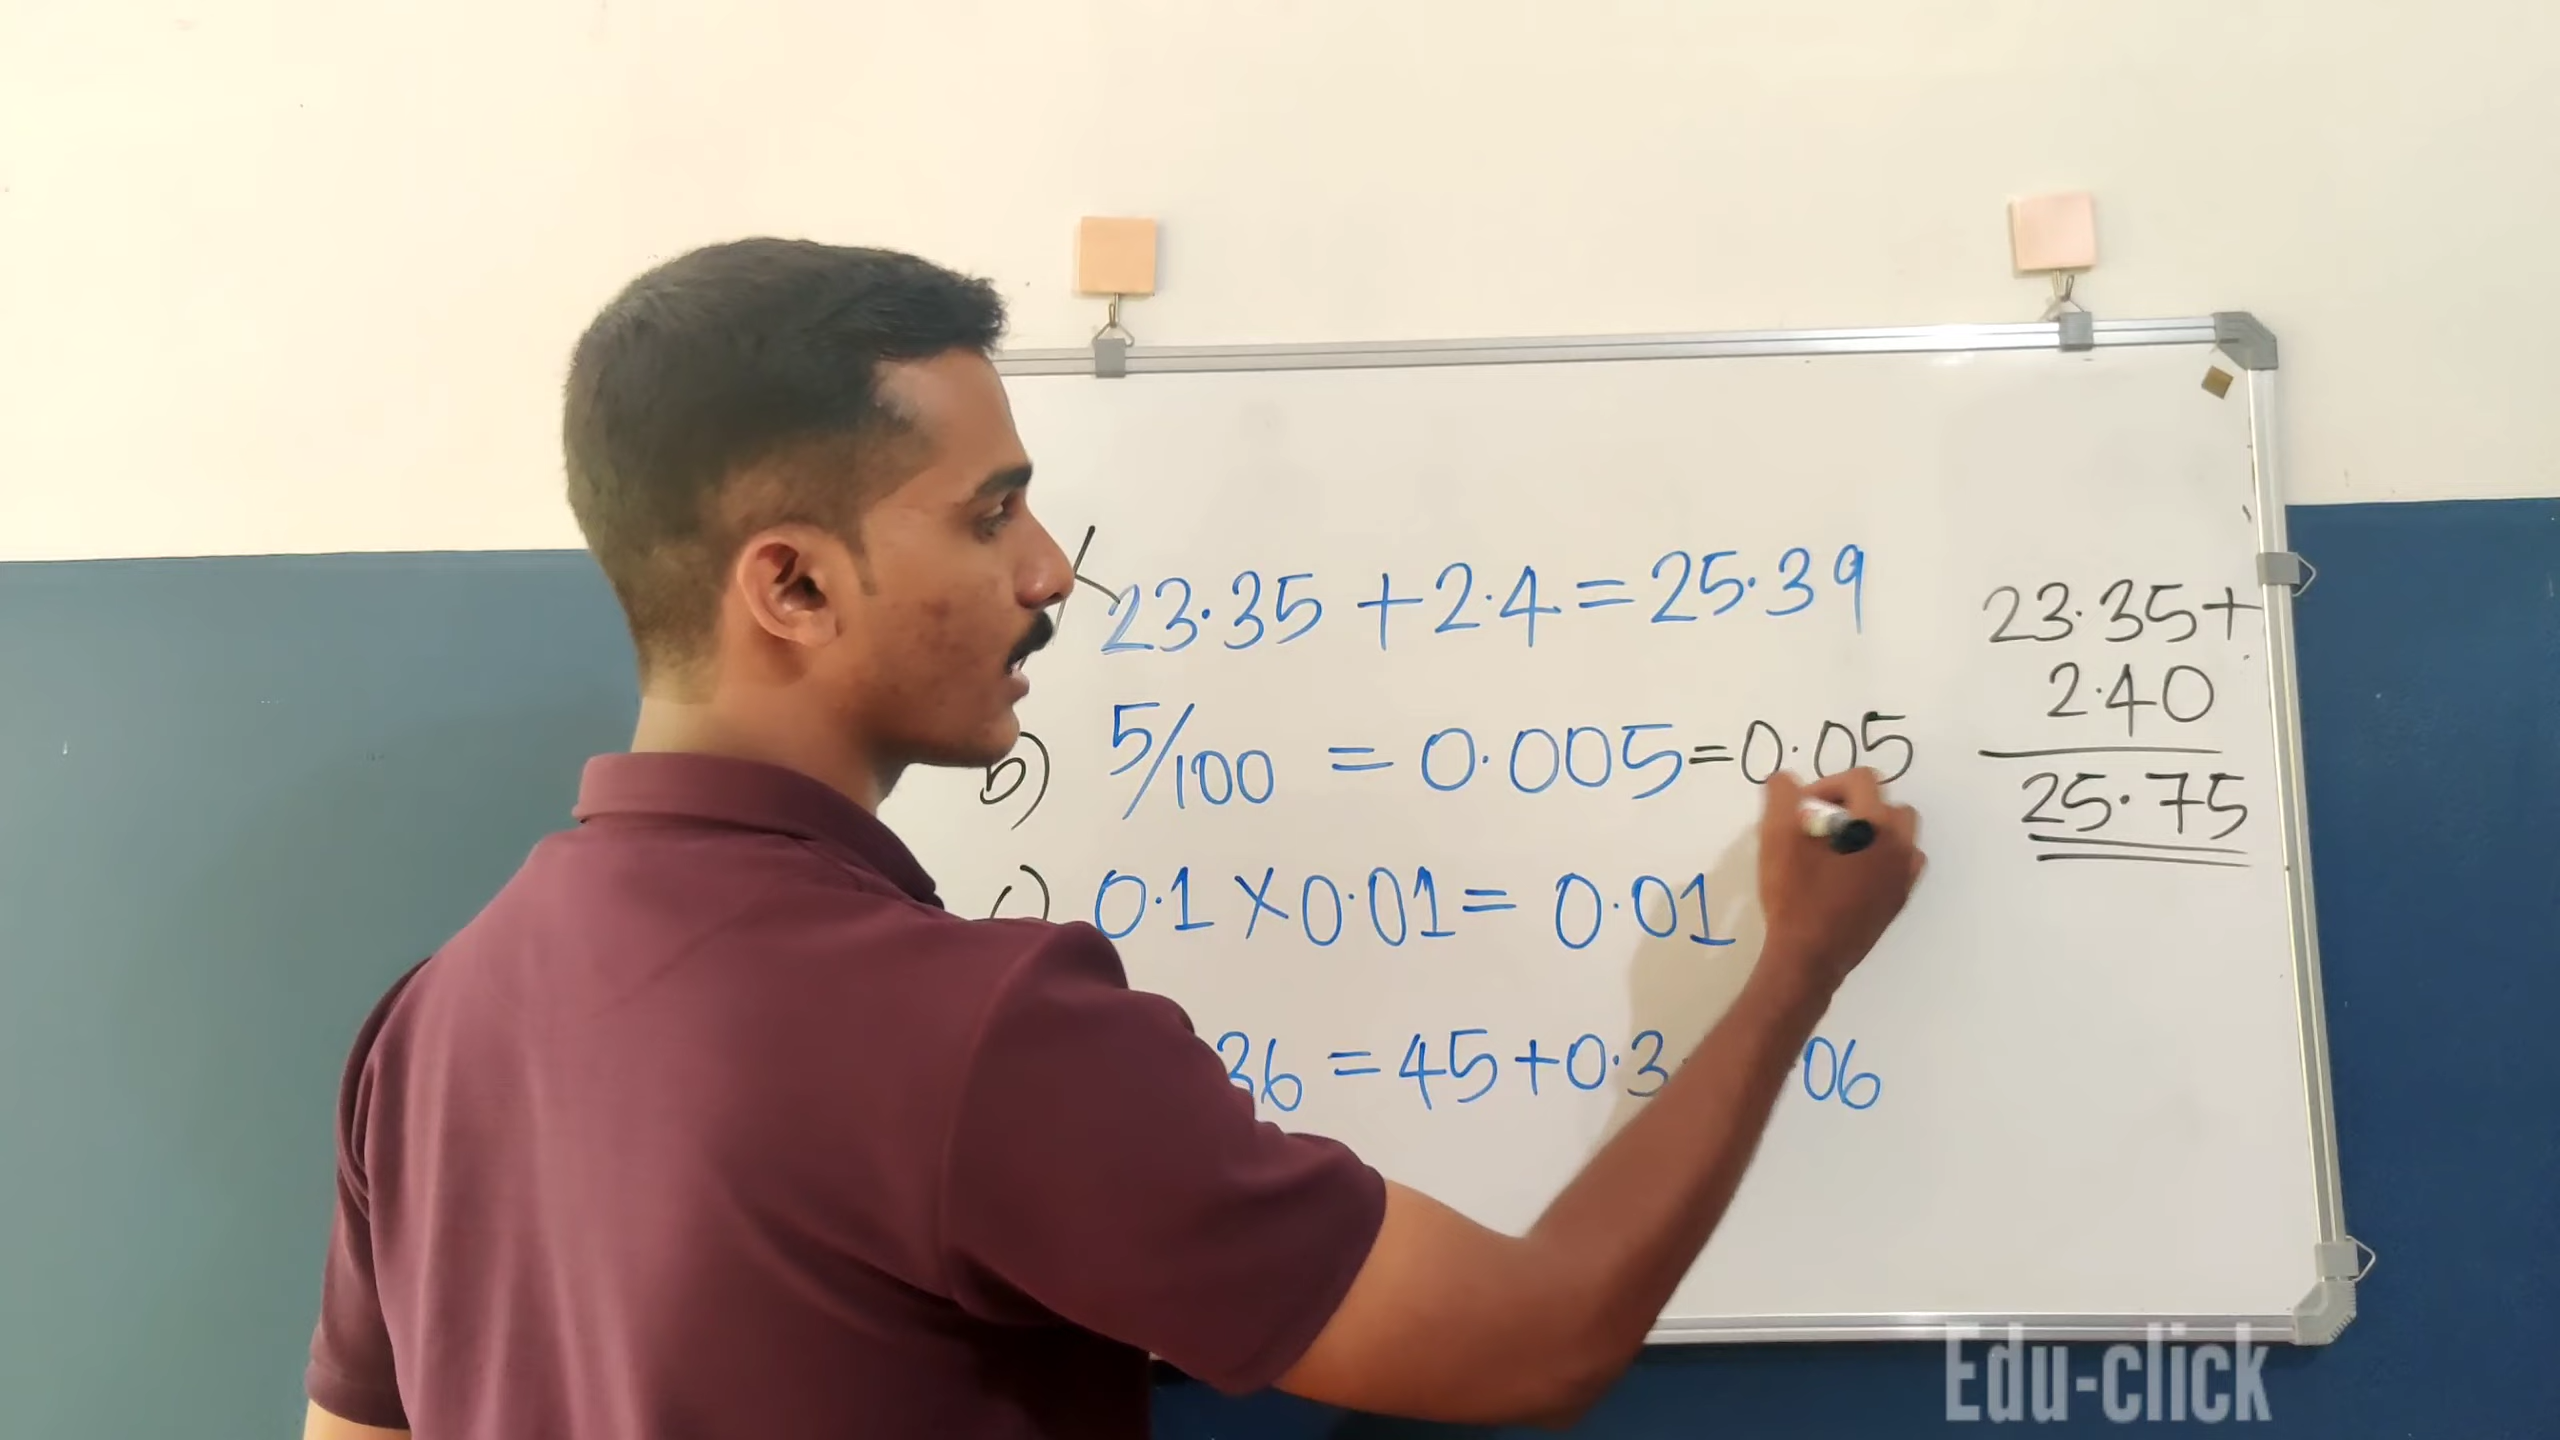 23.35 + 2.4 = 25.39
b) 5/100 = 0.005 = 0.05
0.1 × 0.01 = 0.01
36 = 45 + 0.3 06
23.35 +
2.40
25.75
Edu-click